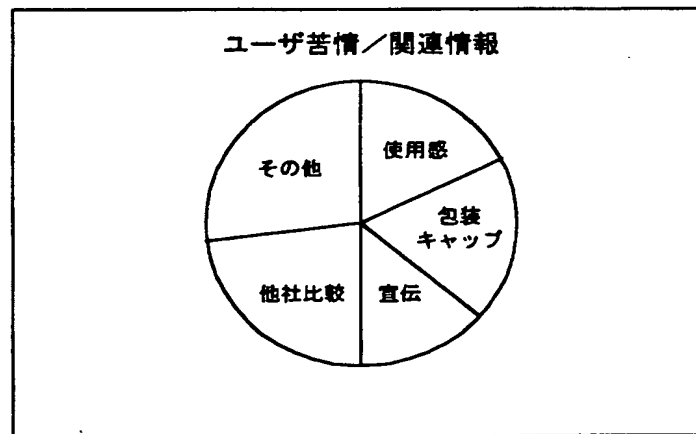 ユーザ苦情／関連情報
使用感
包装
キャップ
宣伝
他社比較
その他